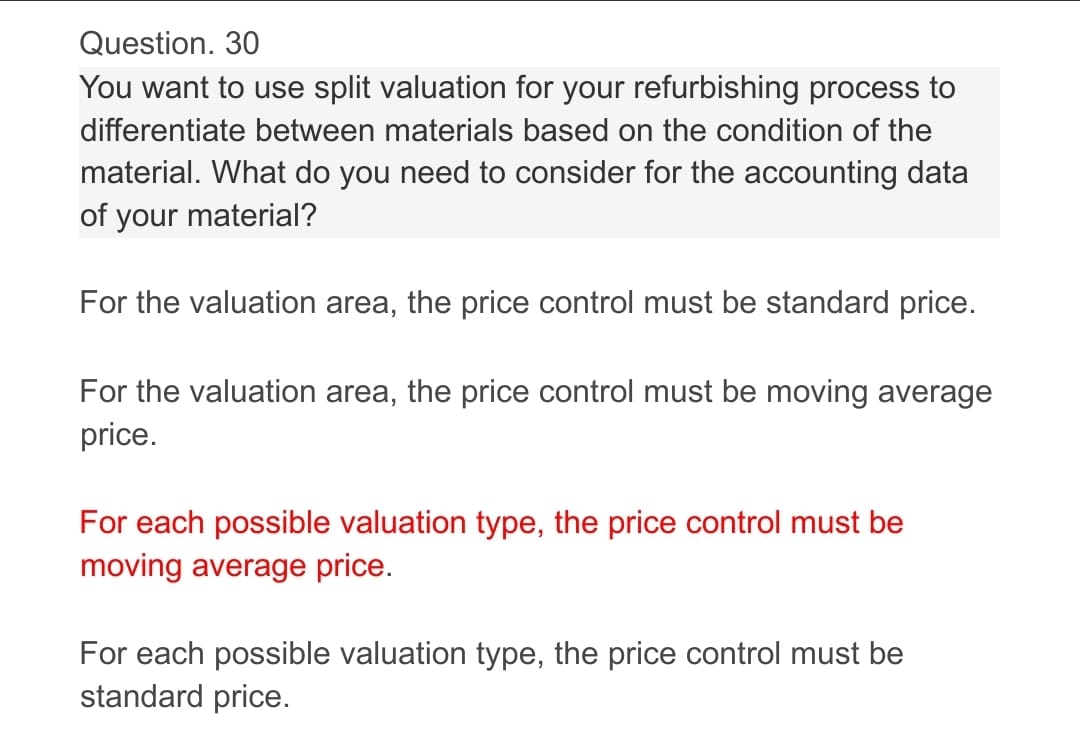 Question. 30
You want to use split valuation for your refurbishing process to
differentiate between materials based on the condition of the
material. What do you need to consider for the accounting data
of your material?
For the valuation area, the price control must be standard price.
For the valuation area, the price control must be moving average
price.
For each possible valuation type, the price control must be
moving average price.
For each possible valuation type, the price control must be
standard price.